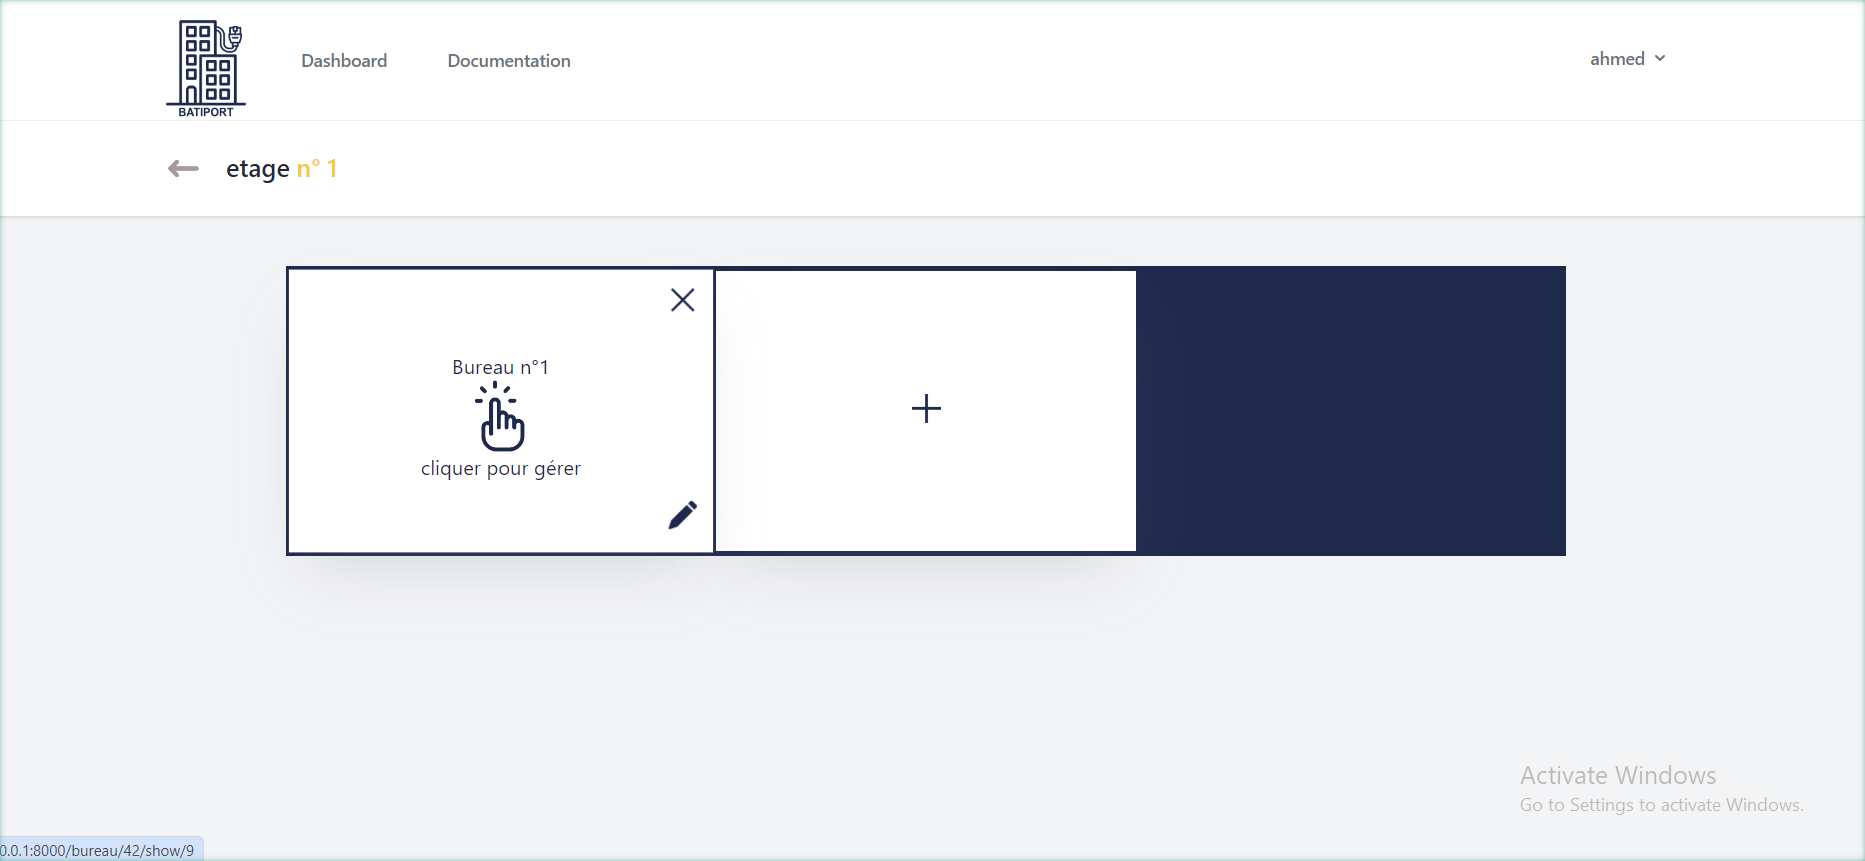 BATIPORT
Dashboard
Documentation
ahmed
etage n° 1
Bureau n°1
cliquer pour gérer
Activate Windows
Go to Settings to activate Windows.
0.0.1:8000/bureau/42/show/9